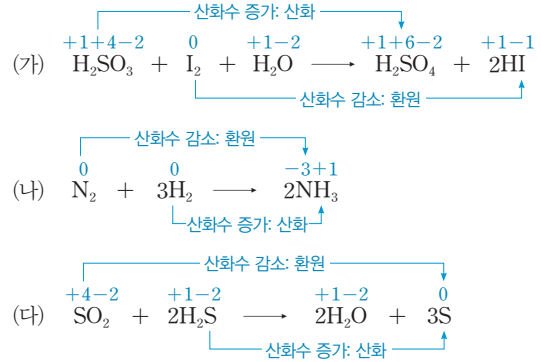 산화수 증가: 산화
+1+4−2 0 +1−2 +1+6−2 +1−1
(가) H₂SO₃ + I₂ + H₂O ⟶ H₂SO₄ + 2HI
산화수 감소: 환원
산화수 감소: 환원
0 0 −3+1
(나) N₂ + 3H₂ ⟶ 2NH₃
산화수 증가: 산화
산화수 감소: 환원
+4−2 +1−2 +1−2 0
(다) SO₂ + 2H₂S ⟶ 2H₂O + 3S
산화수 증가: 산화